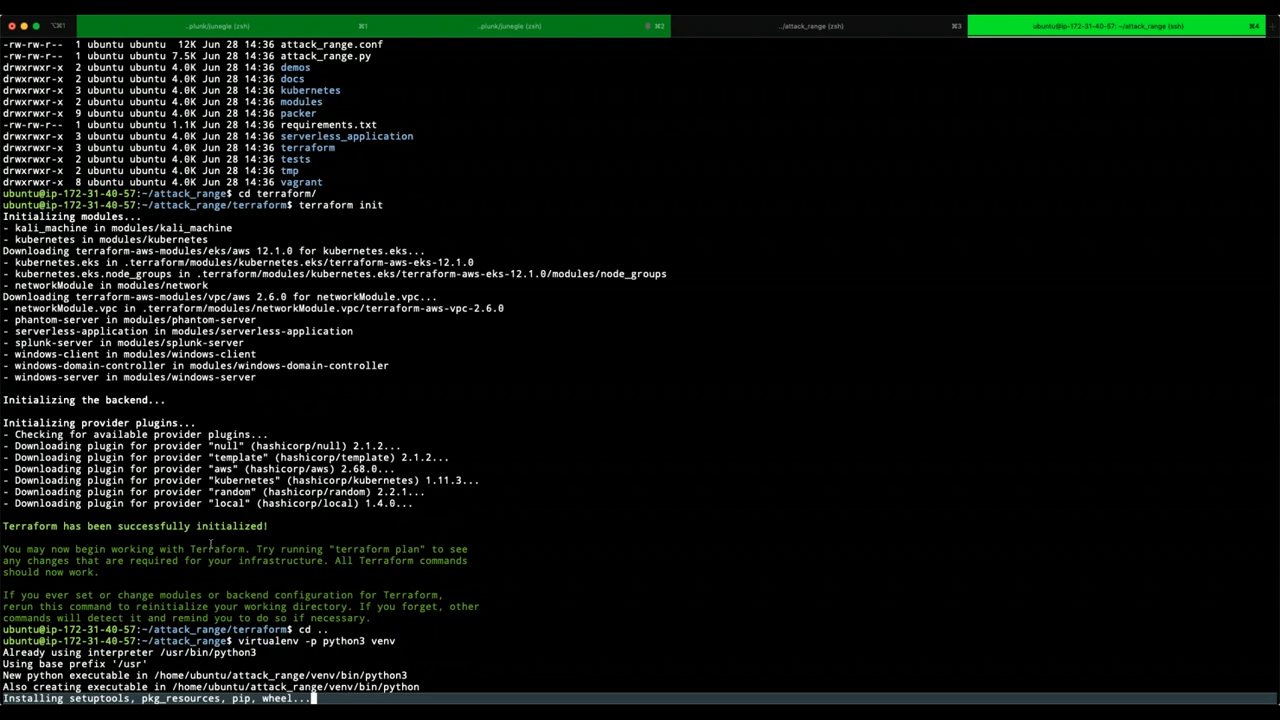 ⌥⌘1
..plunk/junegle (zsh)
⌘1
..plunk/junegle (zsh)
⌘2
../attack_range (zsh)
⌘3
ubuntu@ip-172-31-40-57: ~/attack_range (ssh)
⌘4
-rw-rw-r-- 1 ubuntu ubuntu 12K Jun 28 14:36 attack_range.conf
-rw-rw-r-- 1 ubuntu ubuntu 7.5K Jun 28 14:36 attack_range.py
drwxrwxr-x 2 ubuntu ubuntu 4.0K Jun 28 14:36 demos
drwxrwxr-x 2 ubuntu ubuntu 4.0K Jun 28 14:36 docs
drwxrwxr-x 3 ubuntu ubuntu 4.0K Jun 28 14:36 kubernetes
drwxrwxr-x 2 ubuntu ubuntu 4.0K Jun 28 14:36 modules
drwxrwxr-x 9 ubuntu ubuntu 4.0K Jun 28 14:36 packer
-rw-rw-r-- 1 ubuntu ubuntu 1.1K Jun 28 14:36 requirements.txt
drwxrwxr-x 3 ubuntu ubuntu 4.0K Jun 28 14:36 serverless_application
drwxrwxr-x 3 ubuntu ubuntu 4.0K Jun 28 14:36 terraform
drwxrwxr-x 2 ubuntu ubuntu 4.0K Jun 28 14:36 tests
drwxrwxr-x 2 ubuntu ubuntu 4.0K Jun 28 14:36 tmp
drwxrwxr-x 8 ubuntu ubuntu 4.0K Jun 28 14:36 vagrant
ubuntu@ip-172-31-40-57:~/attack_range$ cd terraform/
ubuntu@ip-172-31-40-57:~/attack_range/terraform$ terraform init
Initializing modules...
- kali_machine in modules/kali_machine
- kubernetes in modules/kubernetes
Downloading terraform-aws-modules/eks/aws 12.1.0 for kubernetes.eks...
- kubernetes.eks in .terraform/modules/kubernetes.eks/terraform-aws-eks-12.1.0
- kubernetes.eks.node_groups in .terraform/modules/kubernetes.eks/terraform-aws-eks-12.1.0/modules/node_groups
- networkModule in modules/network
Downloading terraform-aws-modules/vpc/aws 2.6.0 for networkModule.vpc...
- networkModule.vpc in .terraform/modules/networkModule.vpc/terraform-aws-vpc-2.6.0
- phantom-server in modules/phantom-server
- serverless-application in modules/serverless-application
- splunk-server in modules/splunk-server
- windows-client in modules/windows-client
- windows-domain-controller in modules/windows-domain-controller
- windows-server in modules/windows-server
Initializing the backend...
Initializing provider plugins...
- Checking for available provider plugins...
- Downloading plugin for provider "null" (hashicorp/null) 2.1.2...
- Downloading plugin for provider "template" (hashicorp/template) 2.1.2...
- Downloading plugin for provider "aws" (hashicorp/aws) 2.68.0...
- Downloading plugin for provider "kubernetes" (hashicorp/kubernetes) 1.11.3...
- Downloading plugin for provider "random" (hashicorp/random) 2.2.1...
- Downloading plugin for provider "local" (hashicorp/local) 1.4.0...
Terraform has been successfully initialized!
You may now begin working with Terraform. Try running "terraform plan" to see
any changes that are required for your infrastructure. All Terraform commands
should now work.
If you ever set or change modules or backend configuration for Terraform,
rerun this command to reinitialize your working directory. If you forget, other
commands will detect it and remind you to do so if necessary.
ubuntu@ip-172-31-40-57:~/attack_range/terraform$ cd ..
ubuntu@ip-172-31-40-57:~/attack_range$ virtualenv -p python3 venv
Already using interpreter /usr/bin/python3
Using base prefix '/usr'
New python executable in /home/ubuntu/attack_range/venv/bin/python3
Also creating executable in /home/ubuntu/attack_range/venv/bin/python
Installing setuptools, pkg_resources, pip, wheel...